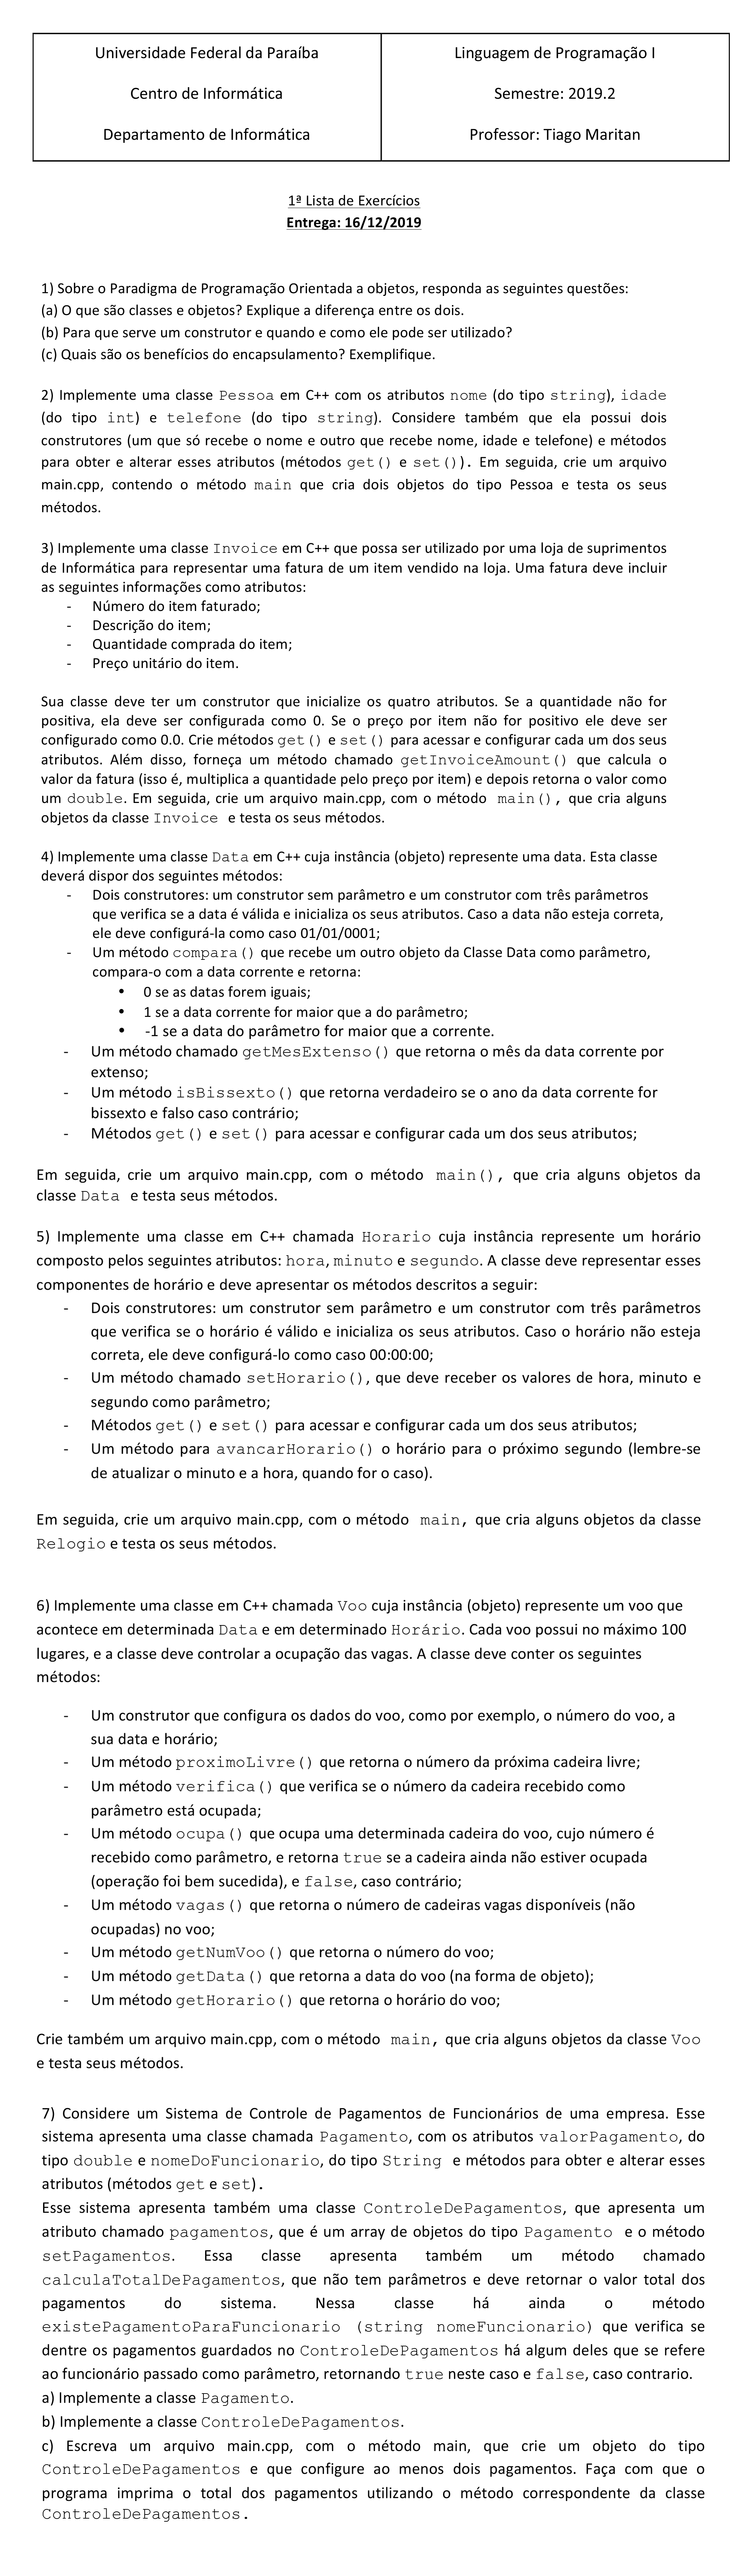 Universidade Federal da Paraíba
Centro de Informática
Departamento de Informática
Linguagem de Programação I
Semestre: 2019.2
Professor: Tiago Maritan
1ª Lista de Exercícios
Entrega: 16/12/2019
1) Sobre o Paradigma de Programação Orientada a objetos, responda as seguintes questões:
(a) O que são classes e objetos? Explique a diferença entre os dois.
(b) Para que serve um construtor e quando e como ele pode ser utilizado?
(c) Quais são os benefícios do encapsulamento? Exemplifique.
2) Implemente uma classe Pessoa em C++ com os atributos nome (do tipo string), idade
(do tipo int) e telefone (do tipo string). Considere também que ela possui dois
construtores (um que só recebe o nome e outro que recebe nome, idade e telefone) e métodos
para obter e alterar esses atributos (métodos get() e set()). Em seguida, crie um arquivo
main.cpp, contendo o método main que cria dois objetos do tipo Pessoa e testa os seus
métodos.
3) Implemente uma classe Invoice em C++ que possa ser utilizado por uma loja de suprimentos
de Informática para representar uma fatura de um item vendido na loja. Uma fatura deve incluir
as seguintes informações como atributos:
- Número do item faturado;
- Descrição do item;
- Quantidade comprada do item;
- Preço unitário do item.
Sua classe deve ter um construtor que inicialize os quatro atributos. Se a quantidade não for
positiva, ela deve ser configurada como 0. Se o preço por item não for positivo ele deve ser
configurado como 0.0. Crie métodos get() e set() para acessar e configurar cada um dos seus
atributos. Além disso, forneça um método chamado getInvoiceAmount() que calcula o
valor da fatura (isso é, multiplica a quantidade pelo preço por item) e depois retorna o valor como
um double. Em seguida, crie um arquivo main.cpp, com o método main(), que cria alguns
objetos da classe Invoice e testa os seus métodos.
4) Implemente uma classe Data em C++ cuja instância (objeto) represente uma data. Esta classe
deverá dispor dos seguintes métodos:
- Dois construtores: um construtor sem parâmetro e um construtor com três parâmetros
que verifica se a data é válida e inicializa os seus atributos. Caso a data não esteja correta,
ele deve configurá-la como caso 01/01/0001;
- Um método compara() que recebe um outro objeto da Classe Data como parâmetro,
compara-o com a data corrente e retorna:
• 0 se as datas forem iguais;
• 1 se a data corrente for maior que a do parâmetro;
• -1 se a data do parâmetro for maior que a corrente.
- Um método chamado getMesExtenso() que retorna o mês da data corrente por
extenso;
- Um método isBissexto() que retorna verdadeiro se o ano da data corrente for
bissexto e falso caso contrário;
- Métodos get() e set() para acessar e configurar cada um dos seus atributos;
Em seguida, crie um arquivo main.cpp, com o método main(), que cria alguns objetos da
classe Data e testa seus métodos.
5) Implemente uma classe em C++ chamada Horario cuja instância represente um horário
composto pelos seguintes atributos: hora, minuto e segundo. A classe deve representar esses
componentes de horário e deve apresentar os métodos descritos a seguir:
- Dois construtores: um construtor sem parâmetro e um construtor com três parâmetros
que verifica se o horário é válido e inicializa os seus atributos. Caso o horário não esteja
correta, ele deve configurá-lo como caso 00:00:00;
- Um método chamado setHorario(), que deve receber os valores de hora, minuto e
segundo como parâmetro;
- Métodos get() e set() para acessar e configurar cada um dos seus atributos;
- Um método para avancarHorario() o horário para o próximo segundo (lembre-se
de atualizar o minuto e a hora, quando for o caso).
Em seguida, crie um arquivo main.cpp, com o método main, que cria alguns objetos da classe
Relogio e testa os seus métodos.
6) Implemente uma classe em C++ chamada Voo cuja instância (objeto) represente um voo que
acontece em determinada Data e em determinado Horário. Cada voo possui no máximo 100
lugares, e a classe deve controlar a ocupação das vagas. A classe deve conter os seguintes
métodos:
- Um construtor que configura os dados do voo, como por exemplo, o número do voo, a
sua data e horário;
- Um método proximoLivre() que retorna o número da próxima cadeira livre;
- Um método verifica() que verifica se o número da cadeira recebido como
parâmetro está ocupada;
- Um método ocupa() que ocupa uma determinada cadeira do voo, cujo número é
recebido como parâmetro, e retorna true se a cadeira ainda não estiver ocupada
(operação foi bem sucedida), e false, caso contrário;
- Um método vagas() que retorna o número de cadeiras vagas disponíveis (não
ocupadas) no voo;
- Um método getNumVoo() que retorna o número do voo;
- Um método getData() que retorna a data do voo (na forma de objeto);
- Um método getHorario() que retorna o horário do voo;
Crie também um arquivo main.cpp, com o método main, que cria alguns objetos da classe Voo
e testa seus métodos.
7) Considere um Sistema de Controle de Pagamentos de Funcionários de uma empresa. Esse
sistema apresenta uma classe chamada Pagamento, com os atributos valorPagamento, do
tipo double e nomeDoFuncionario, do tipo String e métodos para obter e alterar esses
atributos (métodos get e set).
Esse sistema apresenta também uma classe ControleDePagamentos, que apresenta um
atributo chamado pagamentos, que é um array de objetos do tipo Pagamento e o método
setPagamentos. Essa classe apresenta também um método chamado
calculaTotalDePagamentos, que não tem parâmetros e deve retornar o valor total dos
pagamentos do sistema. Nessa classe há ainda o método
existePagamentoParaFuncionario (string nomeFuncionario) que verifica se
dentre os pagamentos guardados no ControleDePagamentos há algum deles que se refere
ao funcionário passado como parâmetro, retornando true neste caso e false, caso contrario.
a) Implemente a classe Pagamento.
b) Implemente a classe ControleDePagamentos.
c) Escreva um arquivo main.cpp, com o método main, que crie um objeto do tipo
ControleDePagamentos e que configure ao menos dois pagamentos. Faça com que o
programa imprima o total dos pagamentos utilizando o método correspondente da classe
ControleDePagamentos.